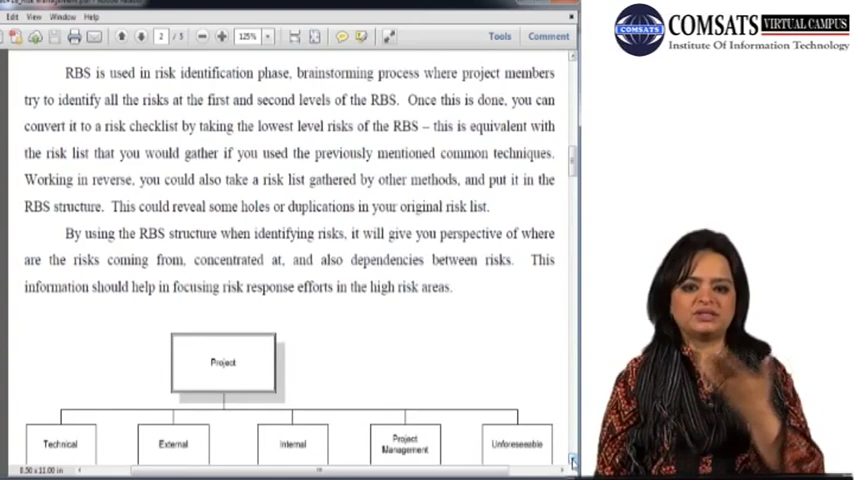 Edit View Window Help
2 / 5
125%
Tools
Comment
COMSATS VIRTUAL CAMPUS
COMSATS
Institute Of Information Technology
RBS is used in risk identification phase, brainstorming process where project members
try to identify all the risks at the first and second levels of the RBS. Once this is done, you can
convert it to a risk checklist by taking the lowest level risks of the RBS – this is equivalent with
the risk list that you would gather if you used the previously mentioned common techniques.
Working in reverse, you could also take a risk list gathered by other methods, and put it in the
RBS structure. This could reveal some holes or duplications in your original risk list.
By using the RBS structure when identifying risks, it will give you perspective of where
are the risks coming from, concentrated at, and also dependencies between risks. This
information should help in focusing risk response efforts in the high risk areas.
Project
Technical
External
Internal
Project
Management
Unforeseeable
8.50 x 11.00 in